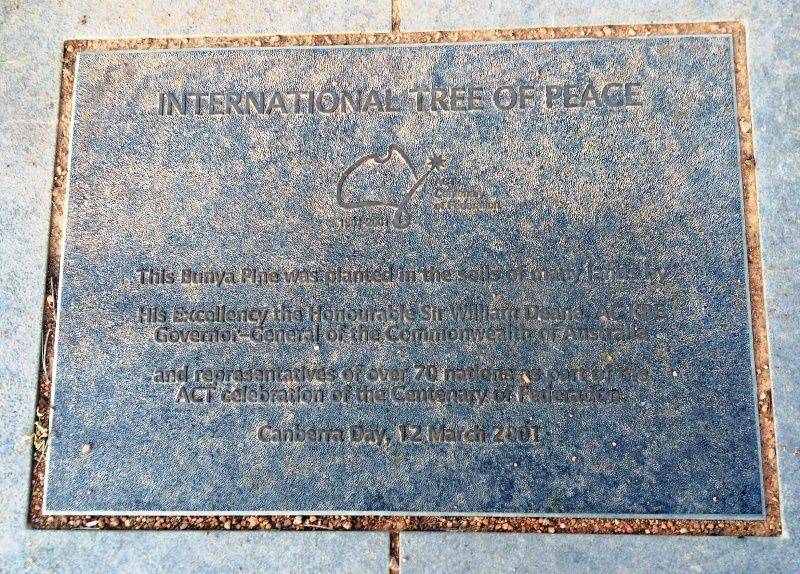 INTERNATIONAL TREE OF PEACE
ACT
Centenary
of Federation
1901-2001
This Bunya Pine was planted in the soils of many lands by
His Excellency the Honourable Sir William Deane, AC KBE
Governor-General of the Commonwealth of Australia
and representatives of over 70 nations as part of the
ACT celebration of the Centenary of Federation.
Canberra Day, 12 March 2001